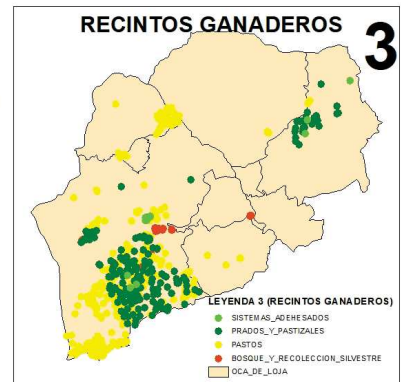 RECINTOS GANADEROS
3
LEYENDA 3 (RECINTOS GANADEROS)
SISTEMAS_ADEHESADOS
PRADOS_Y_PASTIZALES
PASTOS
BOSQUE_Y_RECOLECCION_SILVESTRE
OCA_DE_LOJA